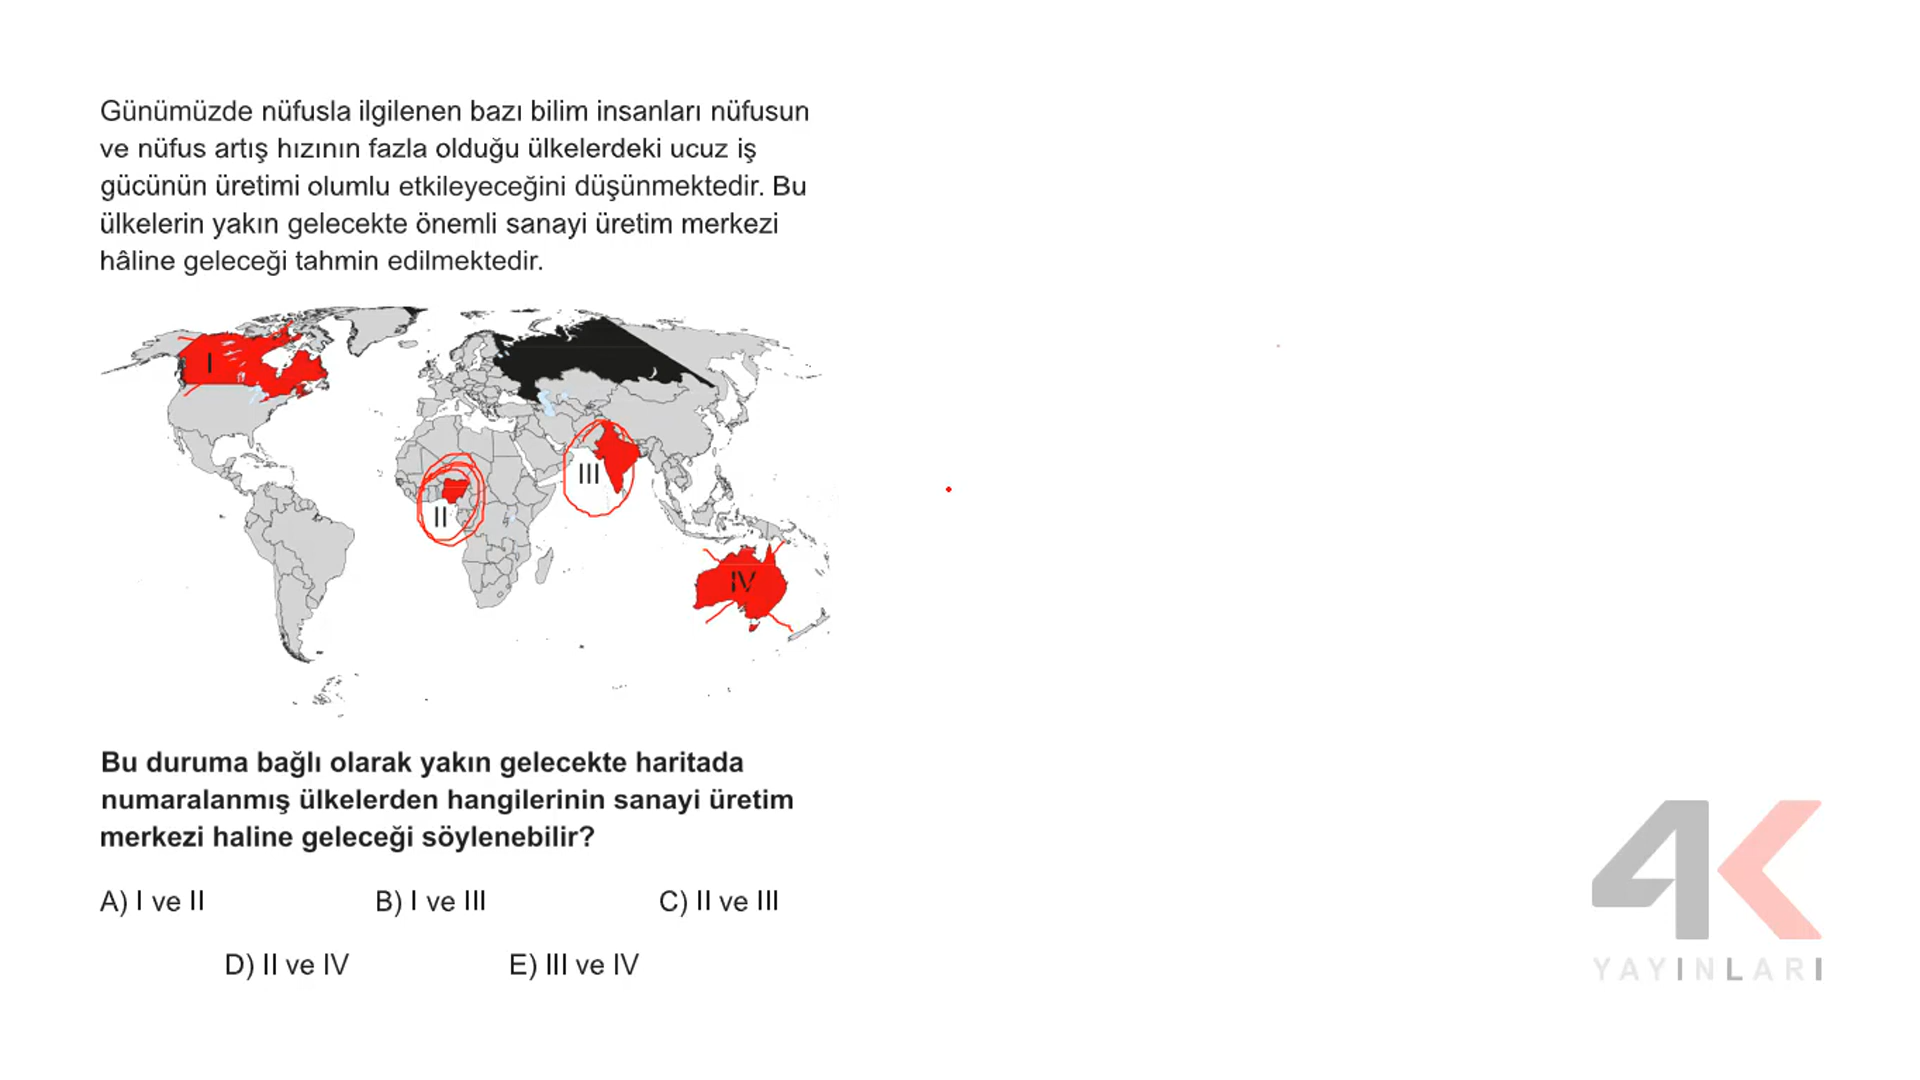 Günümüzde nüfusla ilgilenen bazı bilim insanları nüfusun
ve nüfus artış hızının fazla olduğu ülkelerdeki ucuz iş
gücünün üretimi olumlu etkileyeceğini düşünmektedir. Bu
ülkelerin yakın gelecekte önemli sanayi üretim merkezi
hâline geleceği tahmin edilmektedir.
I
III
II
IV
Bu duruma bağlı olarak yakın gelecekte haritada
numaralanmış ülkelerden hangilerinin sanayi üretim
merkezi haline geleceği söylenebilir?
A) I ve II B) I ve III C) II ve III
D) II ve IV E) III ve IV
4K
YAYINLARI